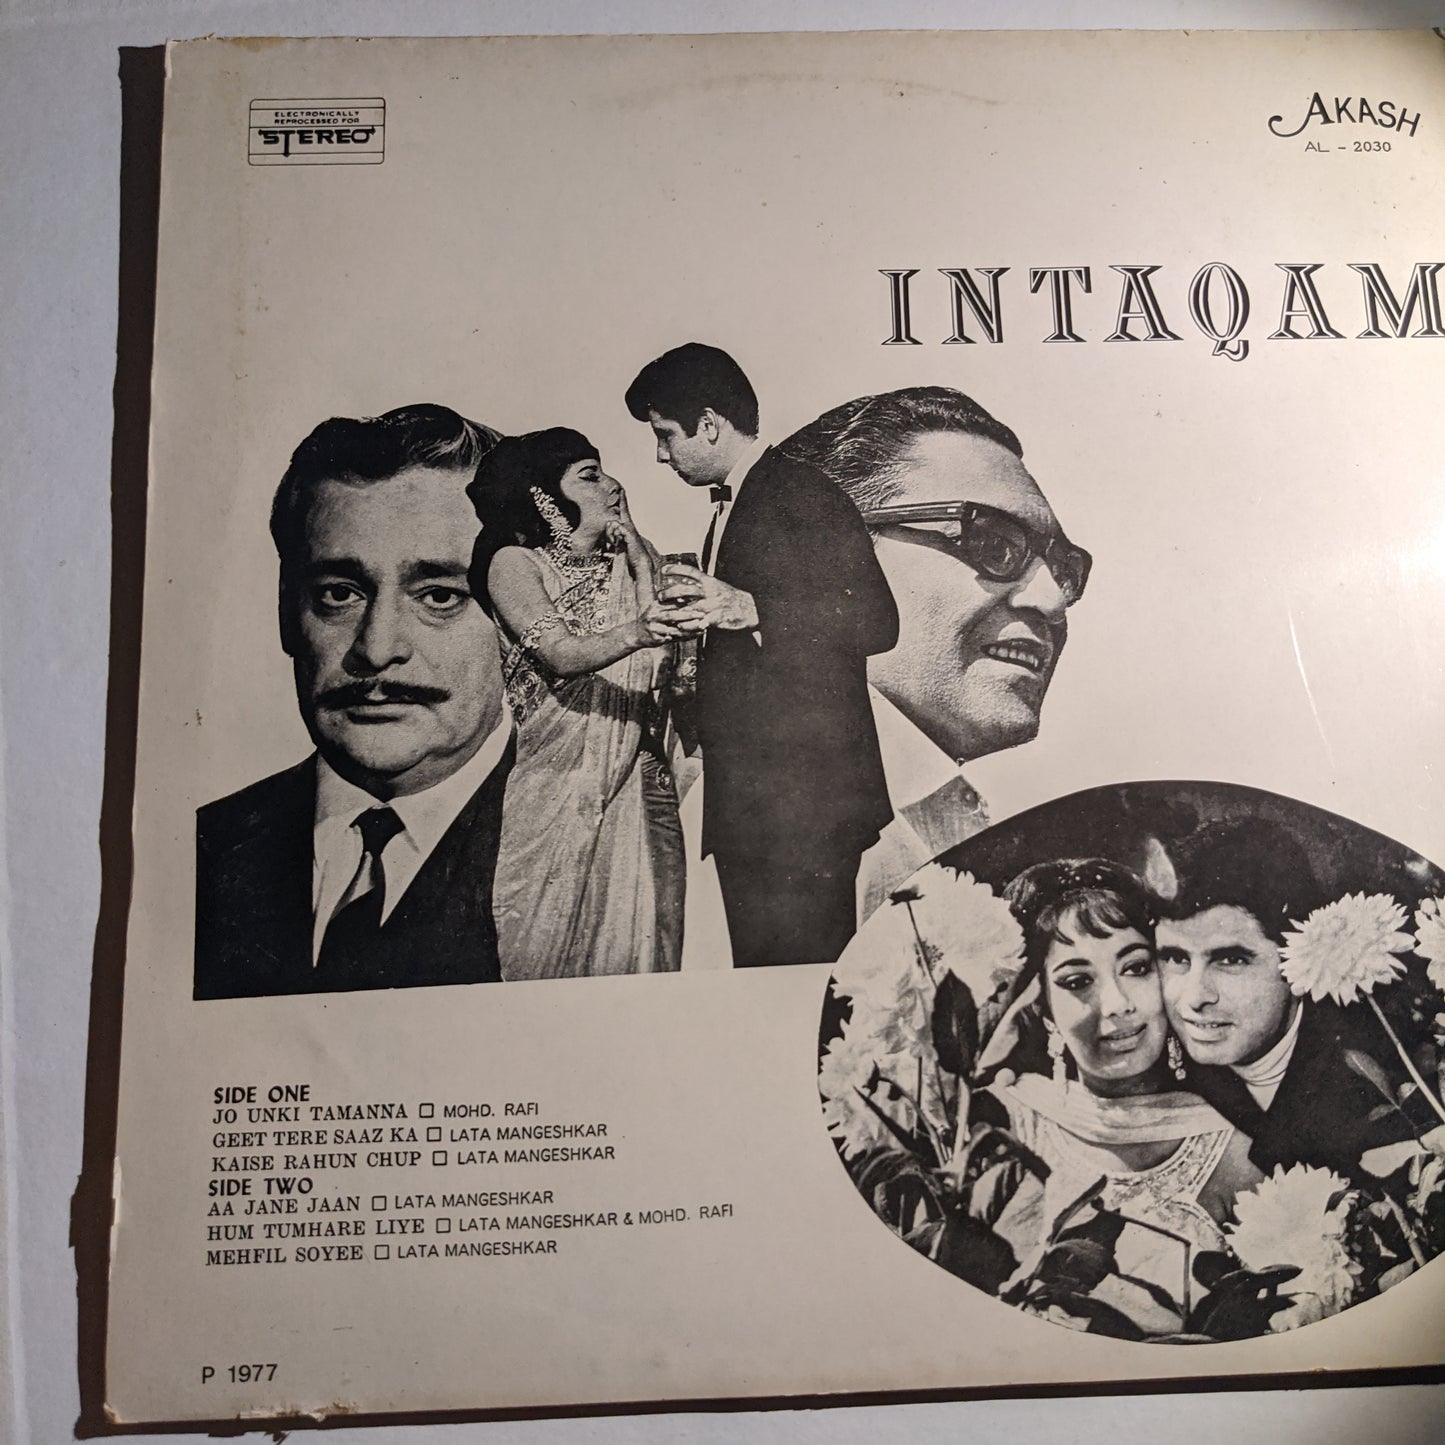 ELECTRONICALLY
REPROCESSED FOR
STEREO
AKASH
AL - 2030
INTAQAM
SIDE ONE
JO UNKI TAMANNA □ MOHD. RAFI
GEET TERE SAAZ KA □ LATA MANGESHKAR
KAISE RAHUN CHUP □ LATA MANGESHKAR
SIDE TWO
AA JANE JAAN □ LATA MANGESHKAR
HUM TUMHARE LIYE □ LATA MANGESHKAR & MOHD. RAFI
MEHFIL SOYEE □ LATA MANGESHKAR
P 1977